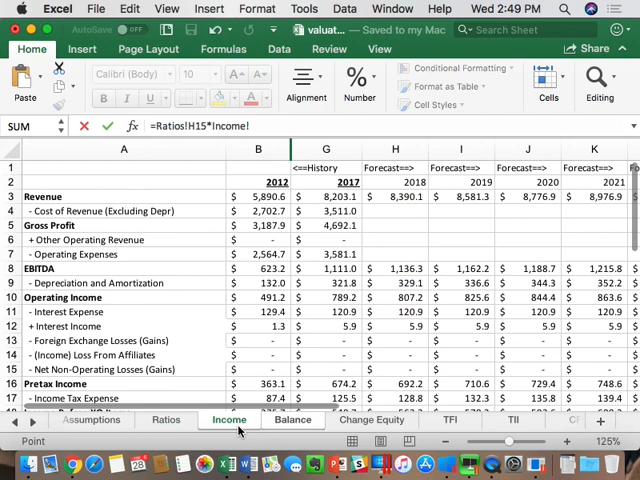 Excel File Edit View Insert Format Tools Data Window Help Wed 2:49 PM
AutoSave OFF valuat... — Saved to my Mac Search Sheet
Home Insert Page Layout Formulas Data Review View Share
Paste Calibri (Body) 10 A A B I U A Alignment % Number Conditional Formatting Format as Table Cell Styles Cells Editing
SUM fx =Ratios!H15*Income!
A B G H I J K
1 <==History Forecast==> Forecast==> Forecast==> Forecast==>
2 2012 2017 2018 2019 2020 2021
3 Revenue $ 5,890.6 $ 8,203.1 $ 8,390.1 $ 8,581.3 $ 8,776.9 $ 8,976.9 $
4 - Cost of Revenue (Excluding Depr) $ 2,702.7 $ 3,511.0
5 Gross Profit $ 3,187.9 $ 4,692.1
6 + Other Operating Revenue $ - $ -
7 - Operating Expenses $ 2,564.7 $ 3,581.1
8 EBITDA $ 623.2 $ 1,111.0 $ 1,136.3 $ 1,162.2 $ 1,188.7 $ 1,215.8 $
9 - Depreciation and Amortization $ 132.0 $ 321.8 $ 329.1 $ 336.6 $ 344.3 $ 352.2 $
10 Operating Income $ 491.2 $ 789.2 $ 807.2 $ 825.6 $ 844.4 $ 863.6 $
11 - Interest Expense $ 129.4 $ 120.9 $ 120.9 $ 120.9 $ 120.9 $ 120.9 $
12 + Interest Income $ 1.3 $ 5.9 $ 5.9 $ 5.9 $ 5.9 $ 5.9 $
13 - Foreign Exchange Losses (Gains) $ - $ - $ - $ - $ - $ - $
14 - (Income) Loss From Affiliates $ - $ - $ - $ - $ - $ - $
15 - Net Non-Operating Losses (Gains) $ - $ - $ - $ - $ - $ - $
16 Pretax Income $ 363.1 $ 674.2 $ 692.2 $ 710.6 $ 729.4 $ 748.6 $
17 - Income Tax Expense $ 87.4 $ 125.5 $ 128.8 $ 132.3 $ 135.8 $ 139.4 $
Assumptions Ratios Income Balance Change Equity TFI TII CF
Point 125%